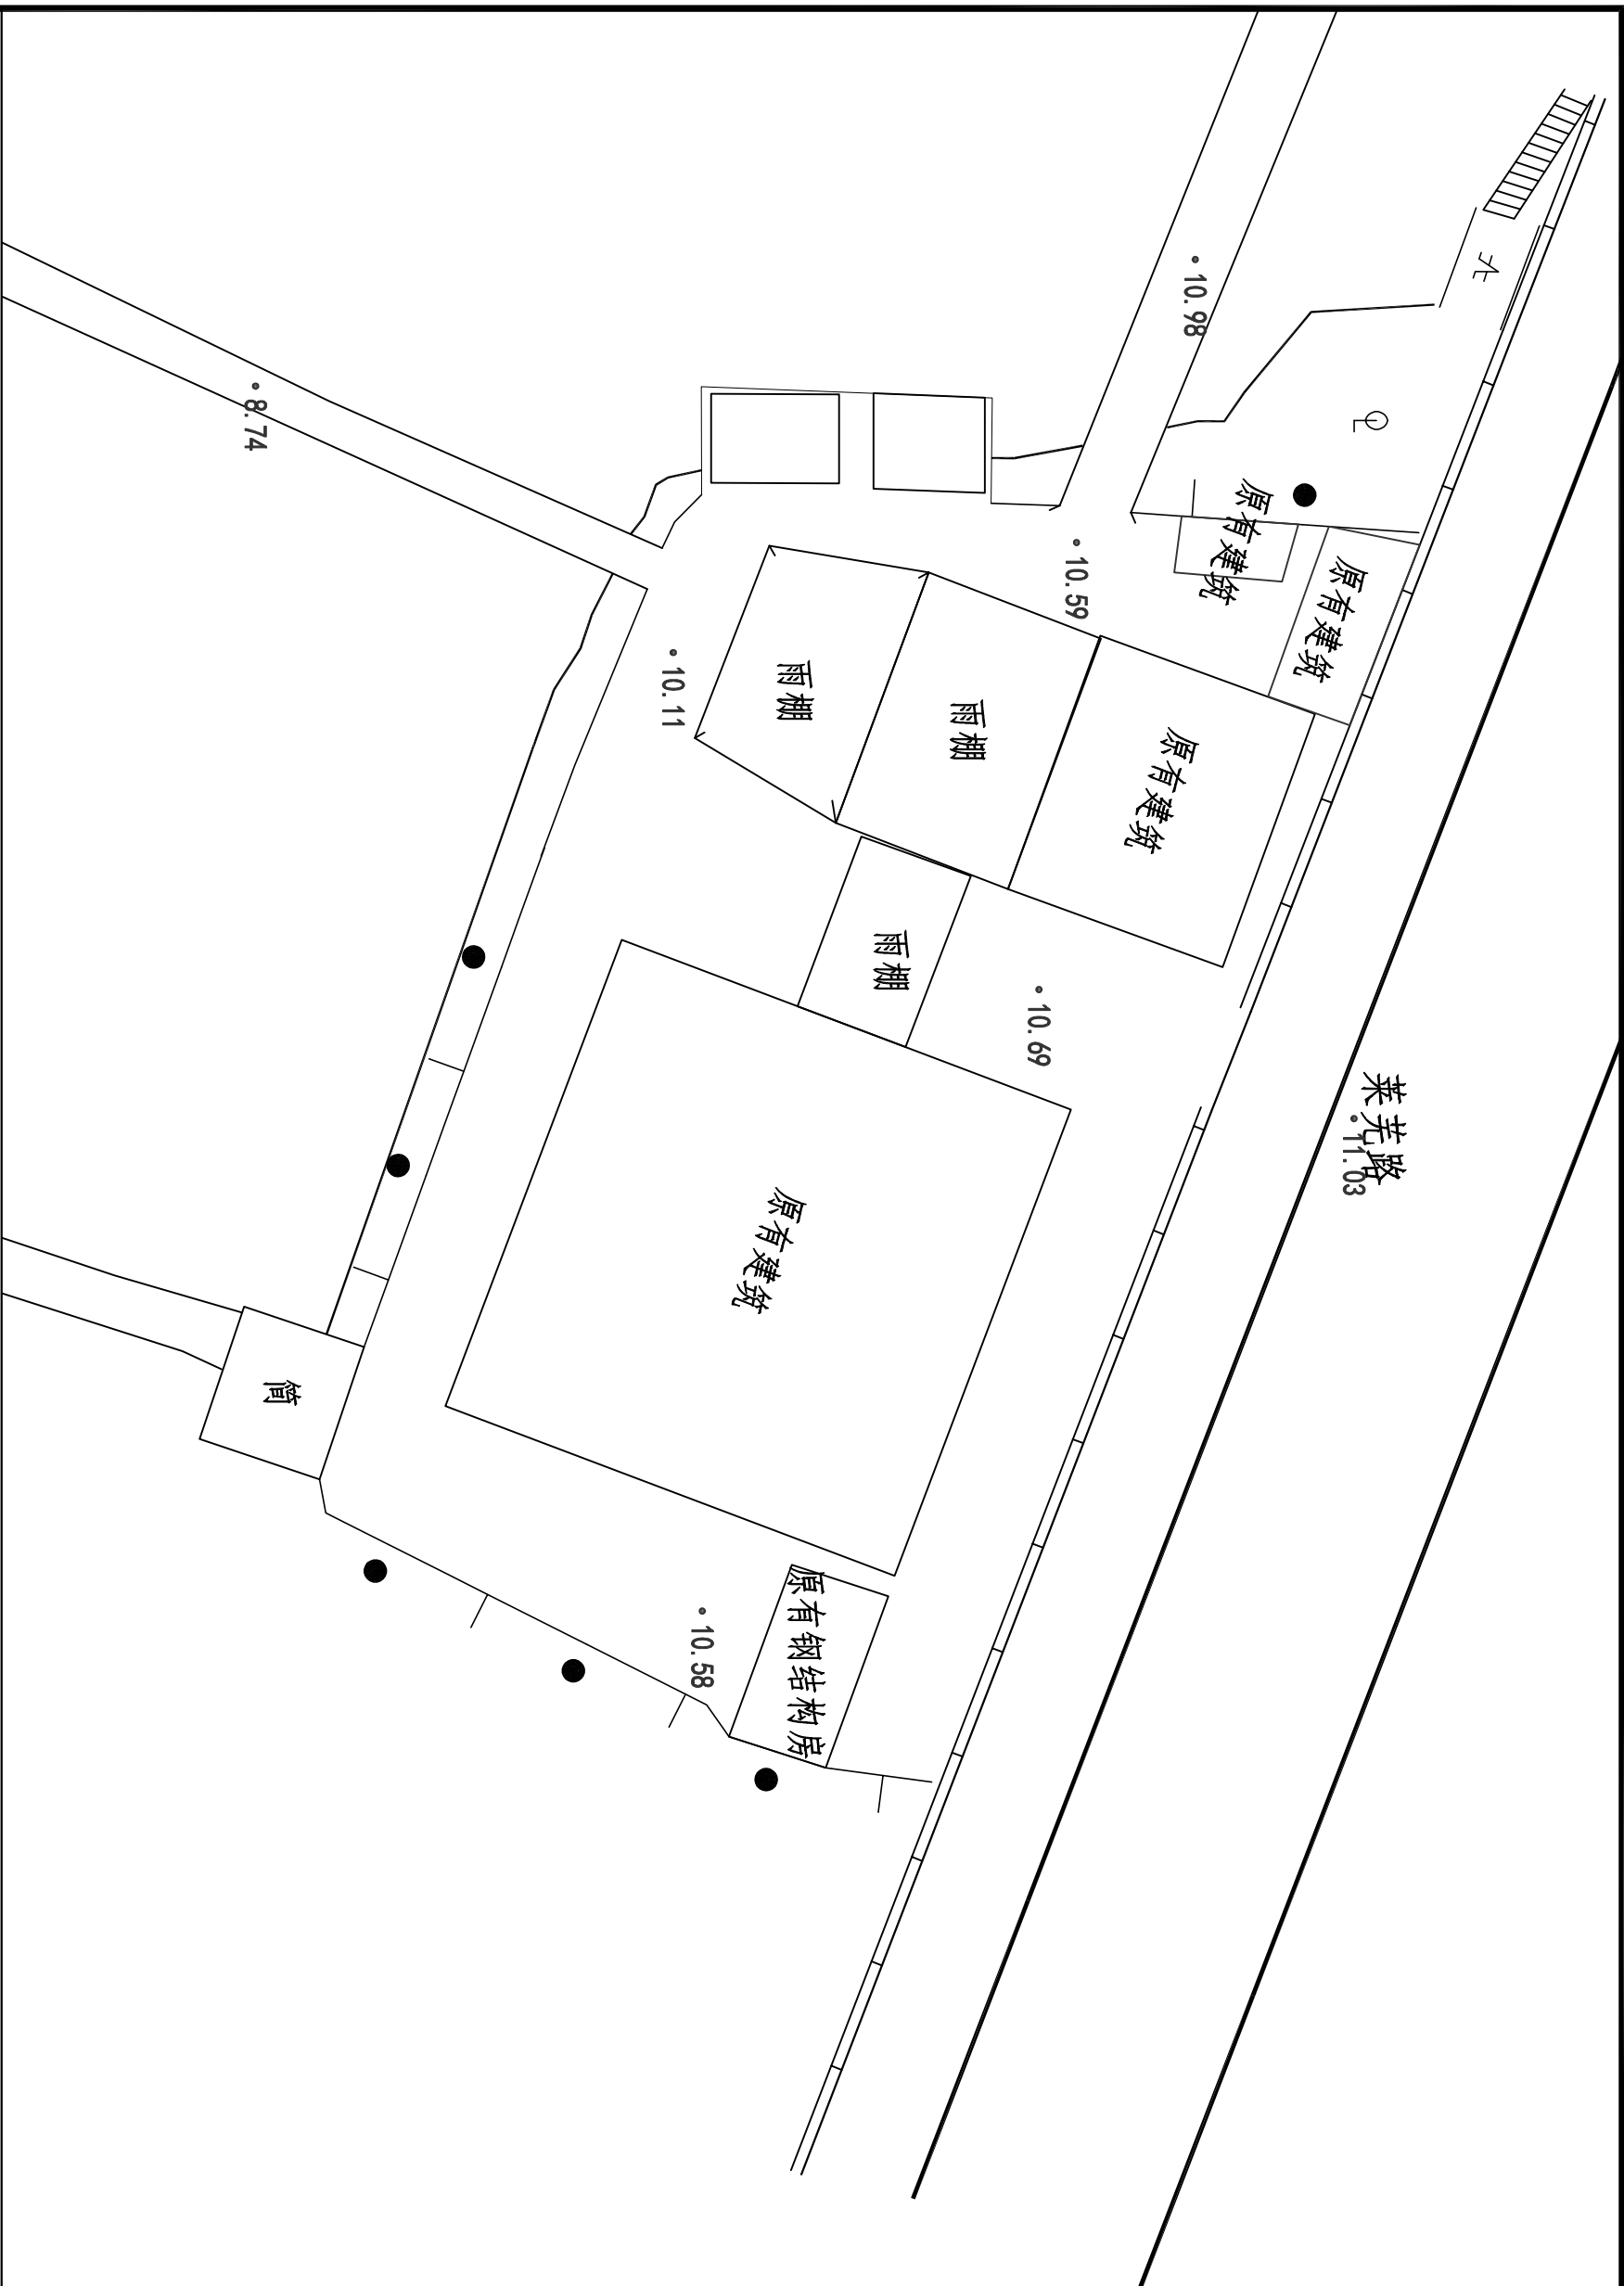 莱芜路
11.03
原有建筑
原有建筑
10.98
原有建筑
10.59
10.69
雨棚
雨棚
雨棚
原有钢结构房
原有建筑
10.58
10.11
简
8.74